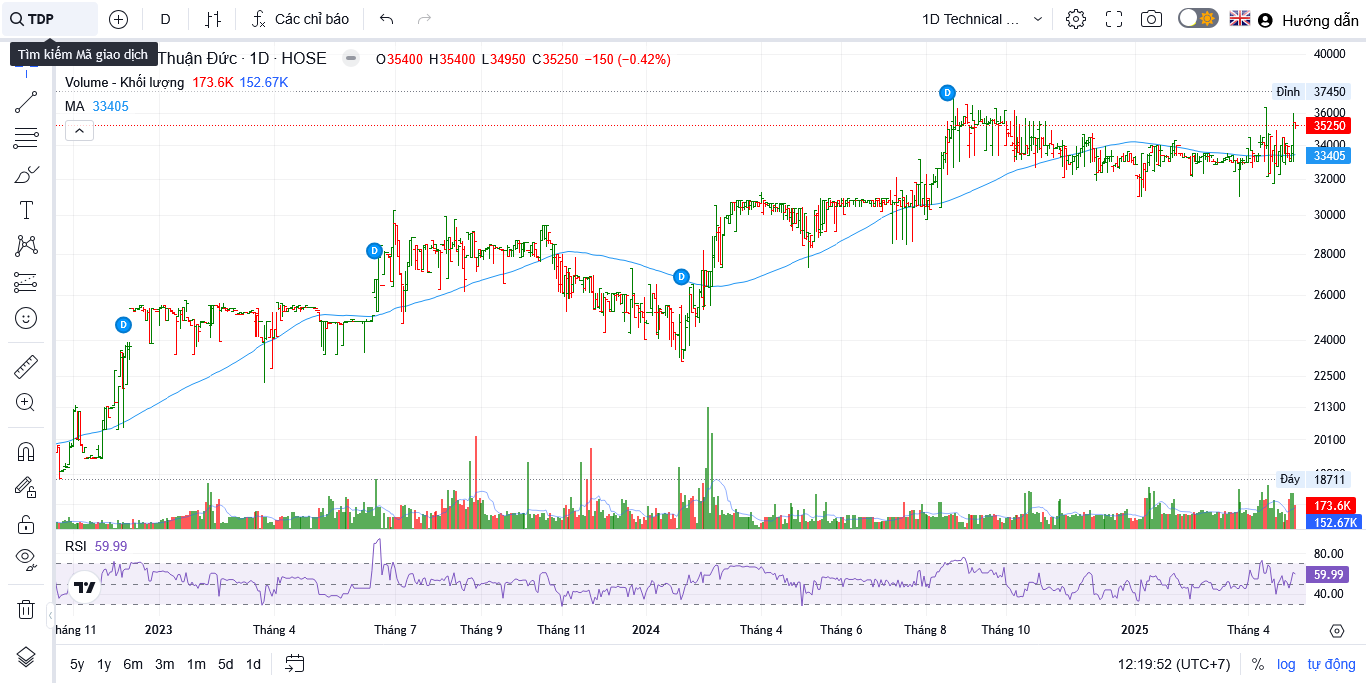 TDP D Các chỉ báo 1D Technical ... Hướng dẫn
Tìm kiếm Mã giao dịch
Thuận Đức · 1D · HOSE O35400 H35400 L34950 C35250 −150 (−0.42%)
Volume - Khối lượng 173.6K 152.67K
MA 33405
40000
Đỉnh 37450
36000
35250
34000
33405
32000
30000
28000
26000
24000
22500
21300
20100
Đáy 18711
173.6K
152.67K
D
D
D
D
RSI 59.99
80.00
59.99
40.00
háng 11 2023 Tháng 4 Tháng 7 Tháng 9 Tháng 11 2024 Tháng 4 Tháng 6 Tháng 8 Tháng 10 2025 Tháng 4
5y 1y 6m 3m 1m 5d 1d 12:19:52 (UTC+7) % log tự động